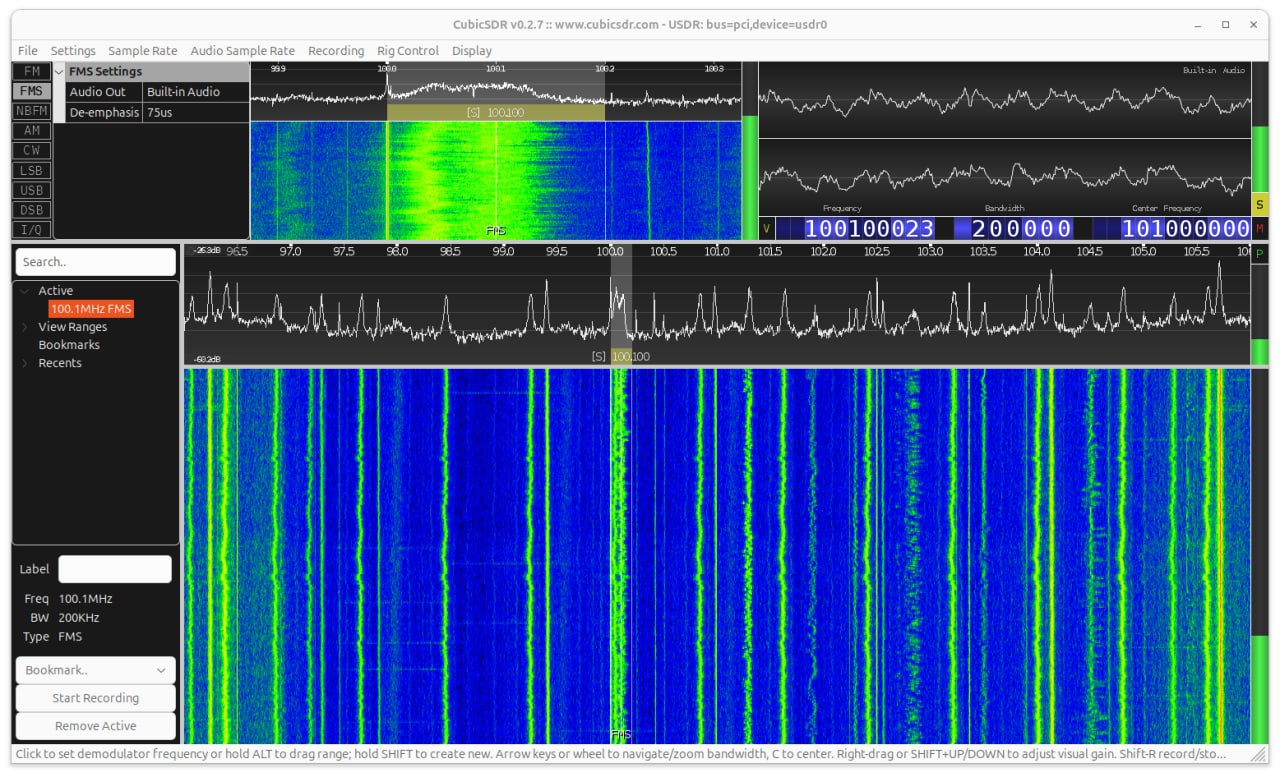 CubicSDR v0.2.7 :: www.cubicsdr.com - USDR: bus=pci,device=usdr0
File Settings Sample Rate Audio Sample Rate Recording Rig Control Display
FM
FMS
NBFM
AM
CW
LSB
USB
DSB
I/Q
FMS Settings
Audio Out Built-in Audio
De-emphasis 75us
99.9 100.0 100.1 100.2 100.3
[S] 100.100
FMS
Built-in Audio
Frequency Bandwidth Center Frequency
V 100100023 200000 101000000
S
M
P
Search..
Active
100.1MHz FMS
View Ranges
Bookmarks
Recents
-26.3dB 96.5 97.0 97.5 98.0 98.5 99.0 99.5 100.0 100.5 101.0 101.5 102.0 102.5 103.0 103.5 104.0 104.5 105.0 105.5 10
[S] 100.100
FMS
Label
Freq 100.1MHz
BW 200KHz
Type FMS
Bookmark..
Start Recording
Remove Active
Click to set demodulator frequency or hold ALT to drag range; hold SHIFT to create new. Arrow keys or wheel to navigate/zoom bandwidth, C to center. Right-drag or SHIFT+UP/DOWN to adjust visual gain. Shift-R record/sto...